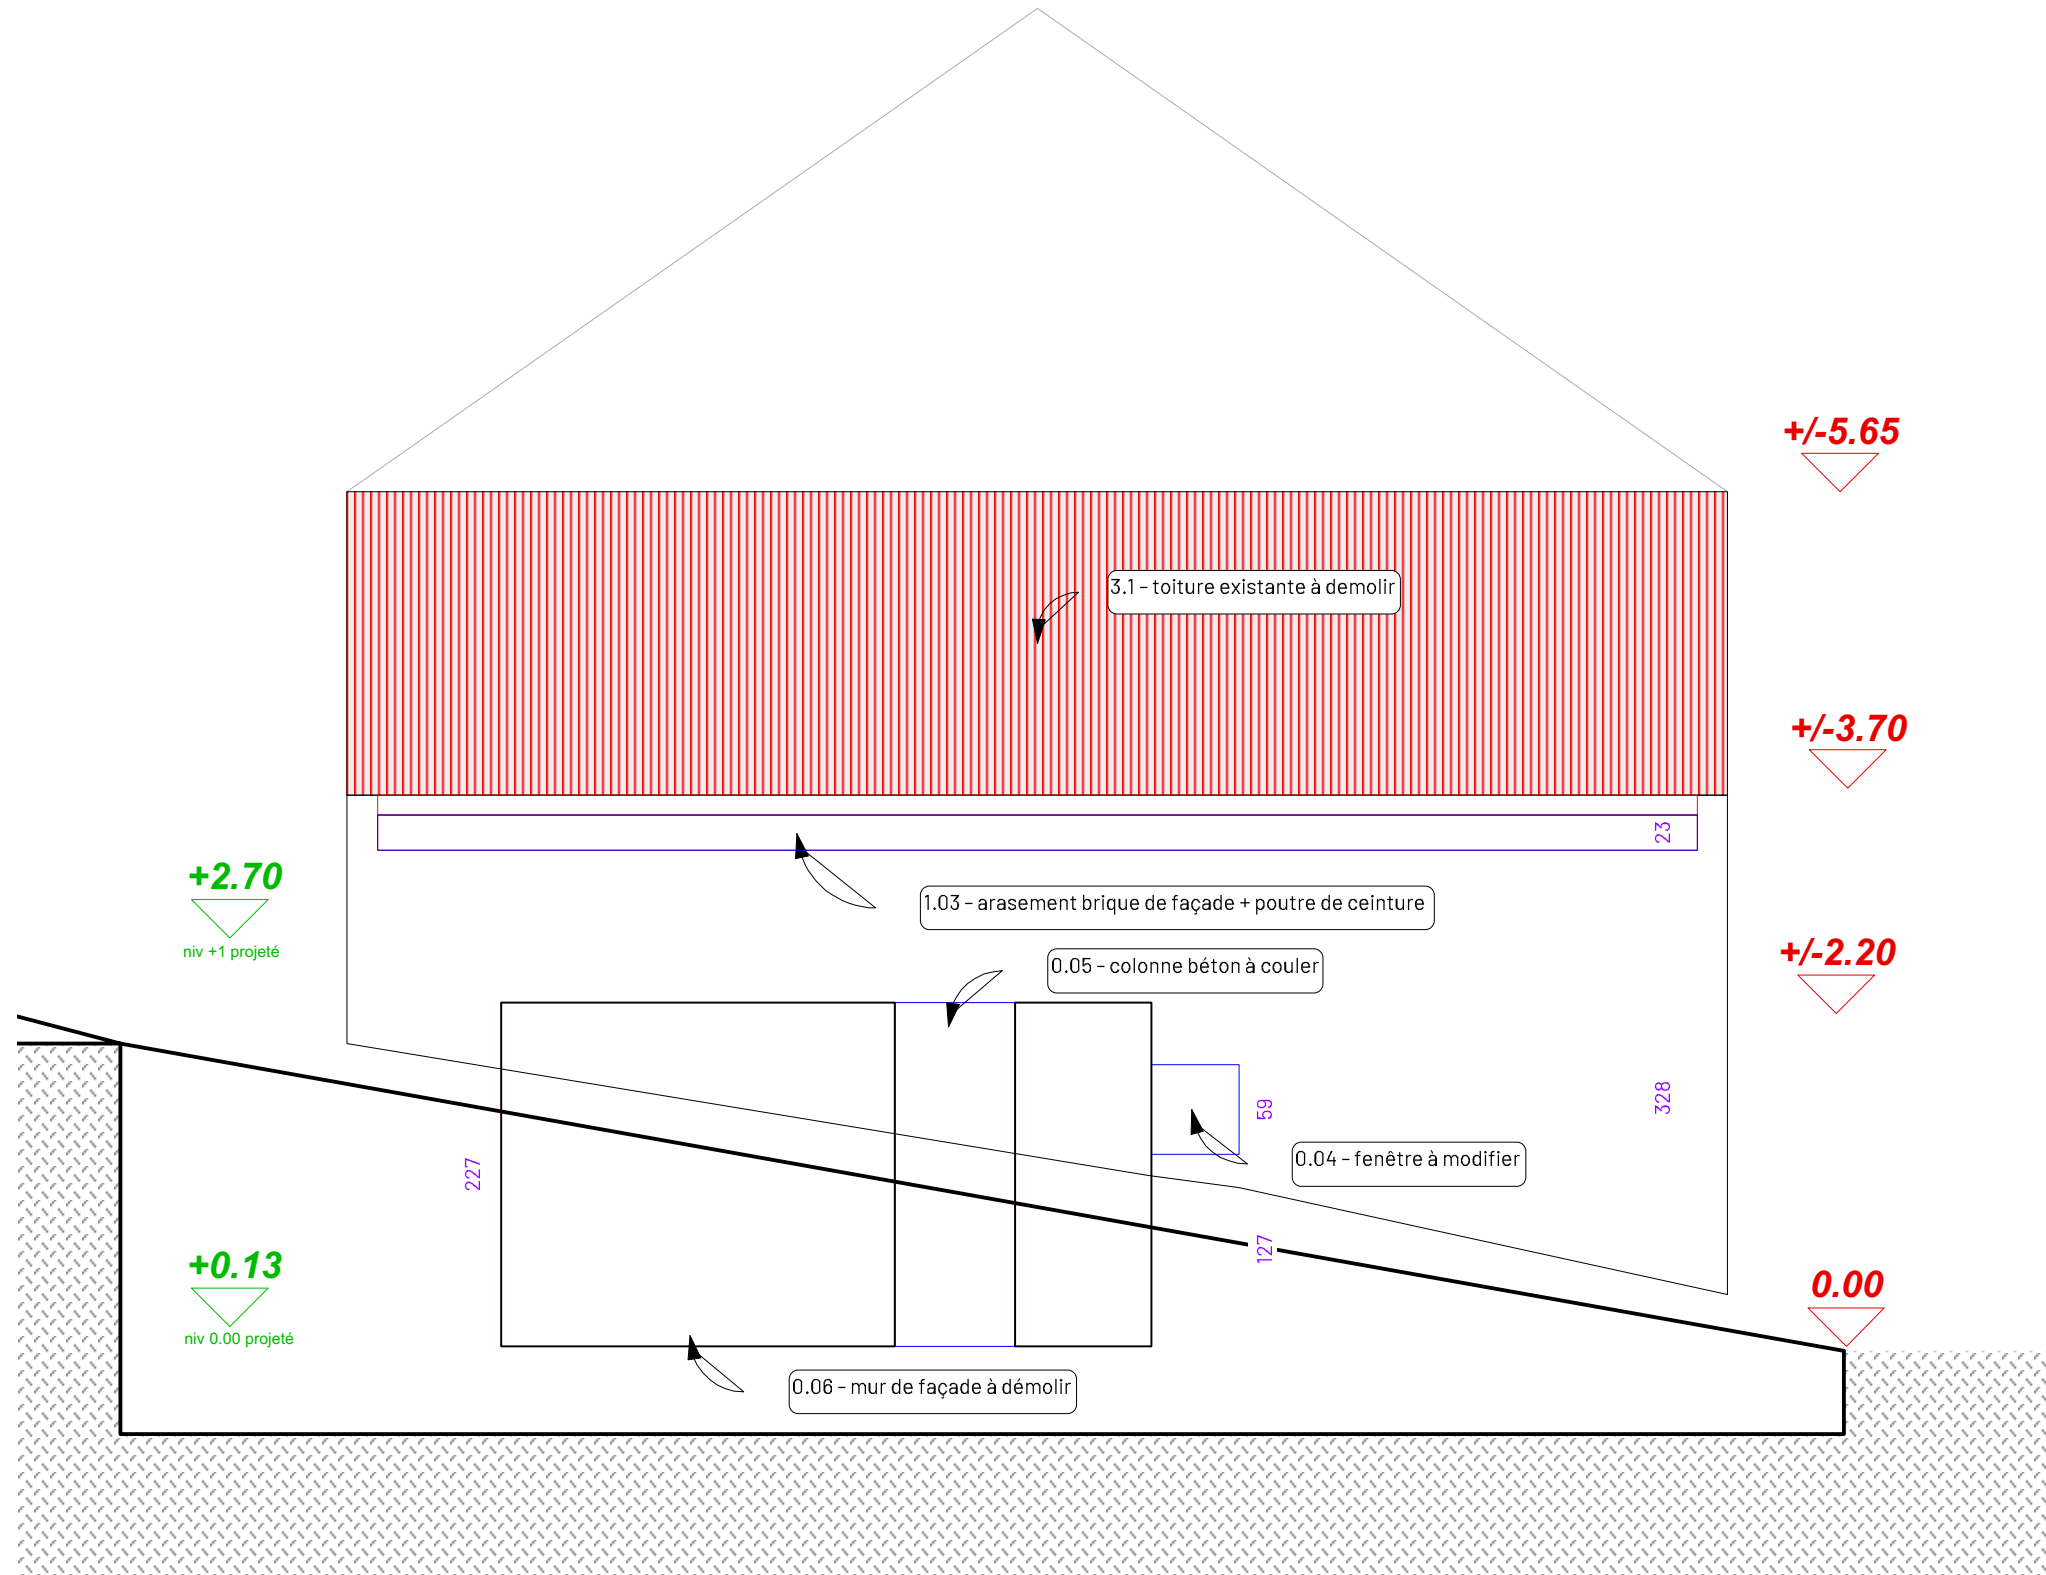 +/-5.65
3.1 - toiture existante à demolir
+/-3.70
23
+2.70
niv +1 projeté
1.03 - arasement brique de façade + poutre de ceinture
+/-2.20
0.05 - colonne béton à couler
59
328
227
0.04 - fenêtre à modifier
127
+0.13
niv 0.00 projeté
0.00
0.06 - mur de façade à démolir